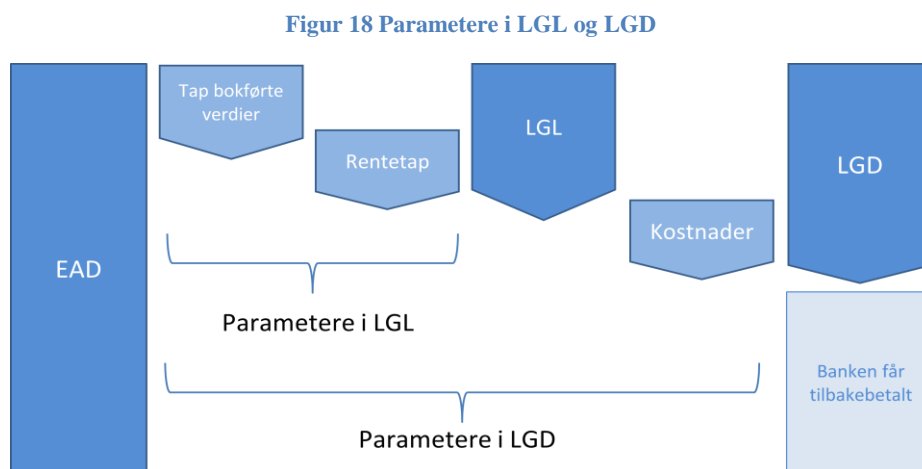 Figur 18 Parametere i LGL og LGD
EAD
Tap bokførte
verdier
Rentetap
LGL
Kostnader
LGD
Parametere i LGL
Parametere i LGD
Banken får
tilbakebetalt